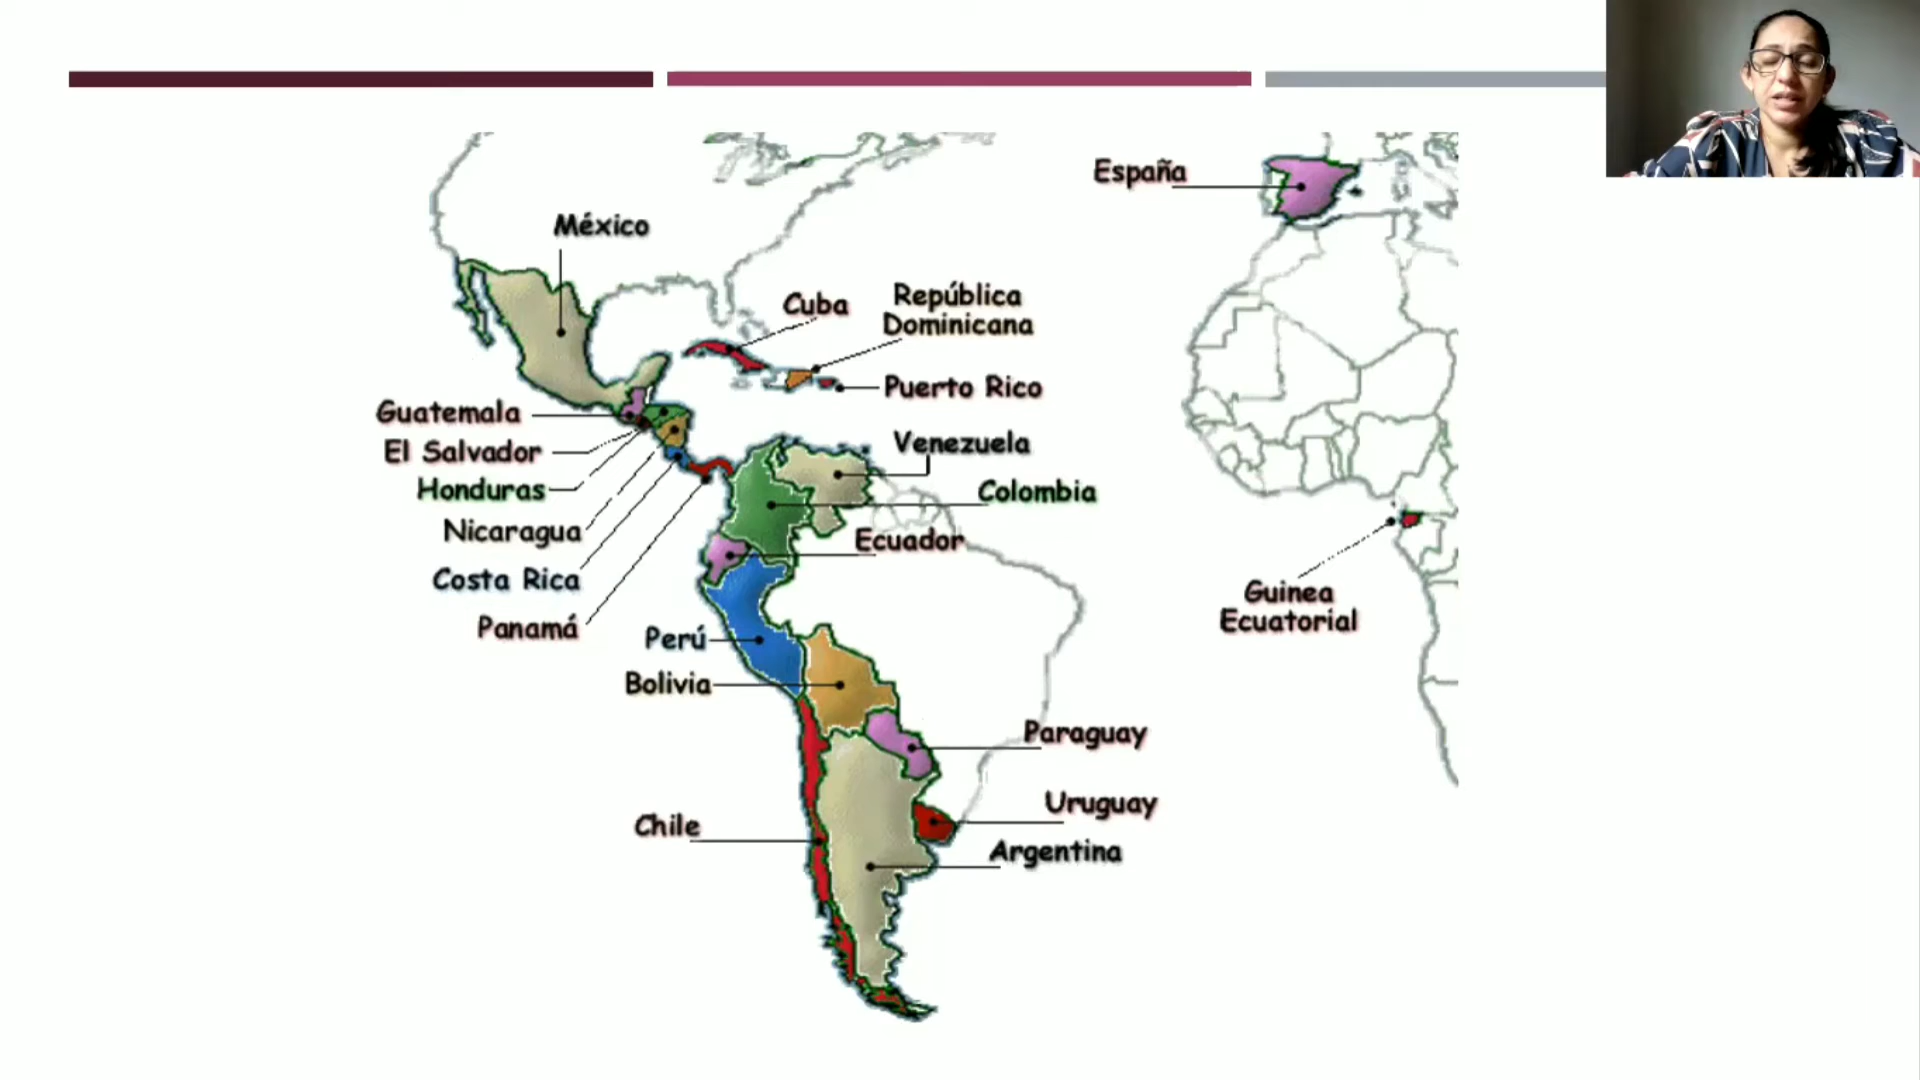 España
México
Cuba
República
Dominicana
Puerto Rico
Guatemala
El Salvador
Venezuela
Honduras
Colombia
Nicaragua
Ecuador
Costa Rica
Guinea
Ecuatorial
Panamá
Perú
Bolivia
Paraguay
Uruguay
Chile
Argentina